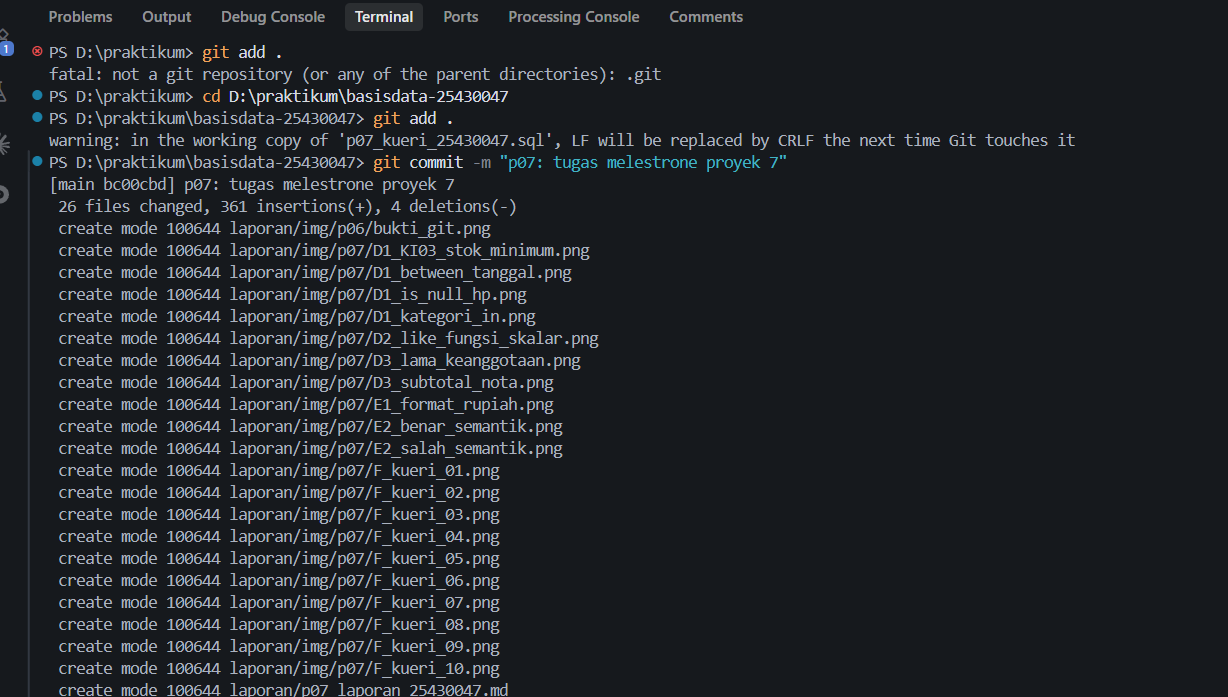 Problems Output Debug Console Terminal Ports Processing Console Comments
1
PS D:\praktikum> git add .
fatal: not a git repository (or any of the parent directories): .git
PS D:\praktikum> cd D:\praktikum\basisdata-25430047
PS D:\praktikum\basisdata-25430047> git add .
warning: in the working copy of 'p07_kueri_25430047.sql', LF will be replaced by CRLF the next time Git touches it
PS D:\praktikum\basisdata-25430047> git commit -m "p07: tugas melestrone proyek 7"
[main bc00cbd] p07: tugas melestrone proyek 7
26 files changed, 361 insertions(+), 4 deletions(-)
create mode 100644 laporan/img/p06/bukti_git.png
create mode 100644 laporan/img/p07/D1_KI03_stok_minimum.png
create mode 100644 laporan/img/p07/D1_between_tanggal.png
create mode 100644 laporan/img/p07/D1_is_null_hp.png
create mode 100644 laporan/img/p07/D1_kategori_in.png
create mode 100644 laporan/img/p07/D2_like_fungsi_skalar.png
create mode 100644 laporan/img/p07/D3_lama_keanggotaan.png
create mode 100644 laporan/img/p07/D3_subtotal_nota.png
create mode 100644 laporan/img/p07/E1_format_rupiah.png
create mode 100644 laporan/img/p07/E2_benar_semantik.png
create mode 100644 laporan/img/p07/E2_salah_semantik.png
create mode 100644 laporan/img/p07/F_kueri_01.png
create mode 100644 laporan/img/p07/F_kueri_02.png
create mode 100644 laporan/img/p07/F_kueri_03.png
create mode 100644 laporan/img/p07/F_kueri_04.png
create mode 100644 laporan/img/p07/F_kueri_05.png
create mode 100644 laporan/img/p07/F_kueri_06.png
create mode 100644 laporan/img/p07/F_kueri_07.png
create mode 100644 laporan/img/p07/F_kueri_08.png
create mode 100644 laporan/img/p07/F_kueri_09.png
create mode 100644 laporan/img/p07/F_kueri_10.png
create mode 100644 laporan/p07_laporan_25430047.md